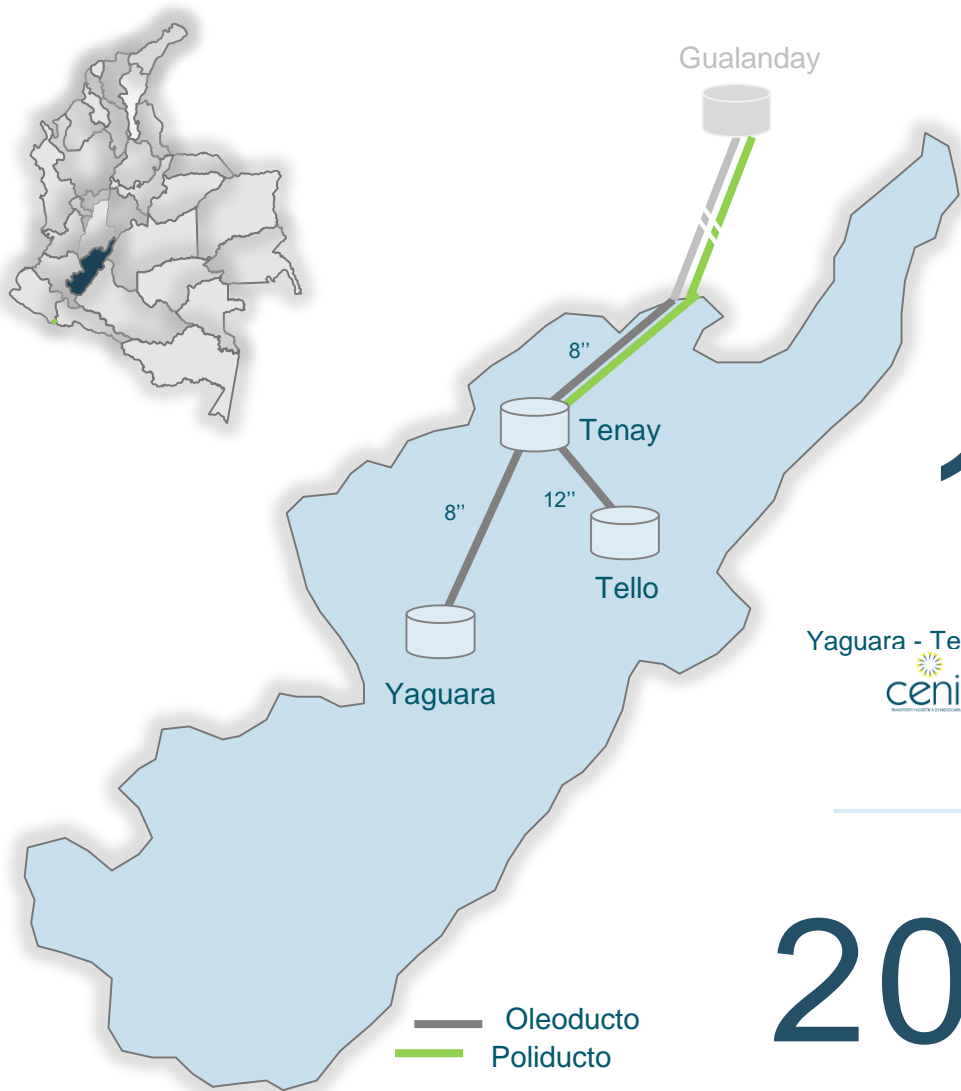 Gualanday
8’’
Tenay
8’’
12’’
Tello
Yaguara
Yaguara - Te
ceni
Oleoducto
Poliducto
20